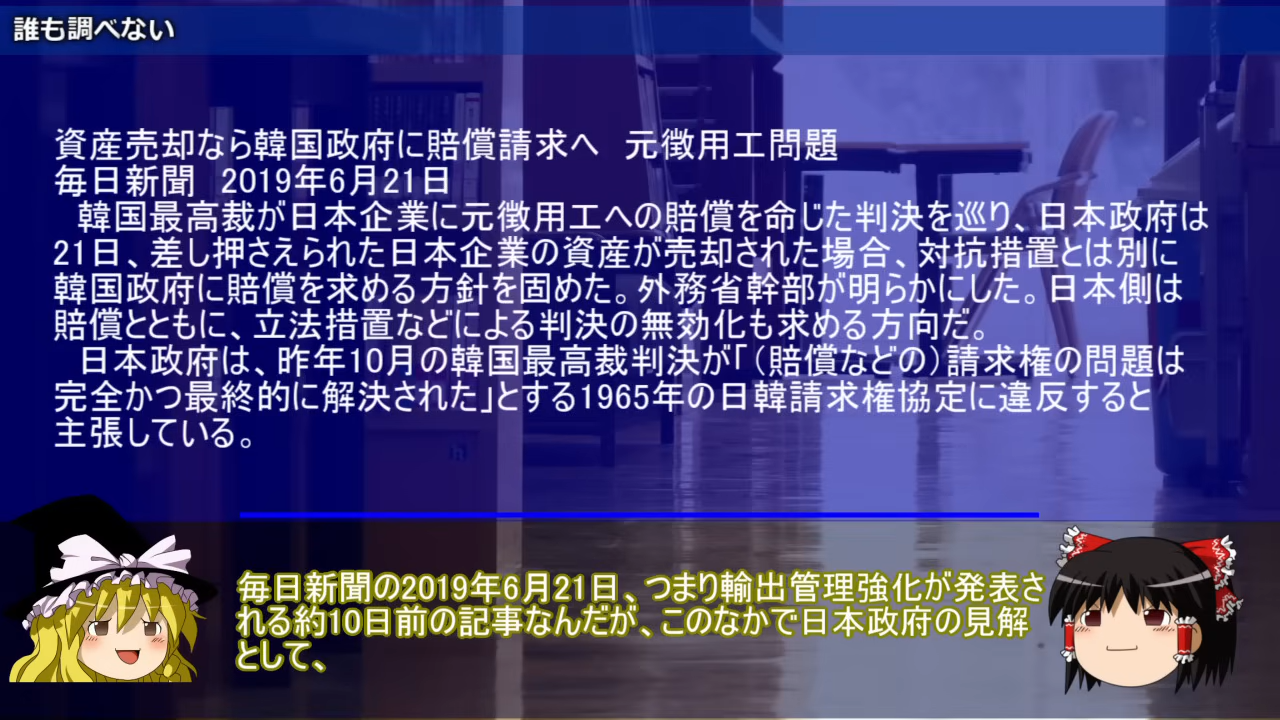 誰も調べない
資産売却なら韓国政府に賠償請求へ　元徴用工問題
毎日新聞　2019年6月21日
　韓国最高裁が日本企業に元徴用工への賠償を命じた判決を巡り、日本政府は
21日、差し押さえられた日本企業の資産が売却された場合、対抗措置とは別に
韓国政府に賠償を求める方針を固めた。外務省幹部が明らかにした。日本側は
賠償とともに、立法措置などによる判決の無効化も求める方向だ。
　日本政府は、昨年10月の韓国最高裁判決が「（賠償などの）請求権の問題は
完全かつ最終的に解決された」とする1965年の日韓請求権協定に違反すると
主張している。
毎日新聞の2019年6月21日、つまり輸出管理強化が発表さ
れる約10日前の記事なんだが、このなかで日本政府の見解
として、